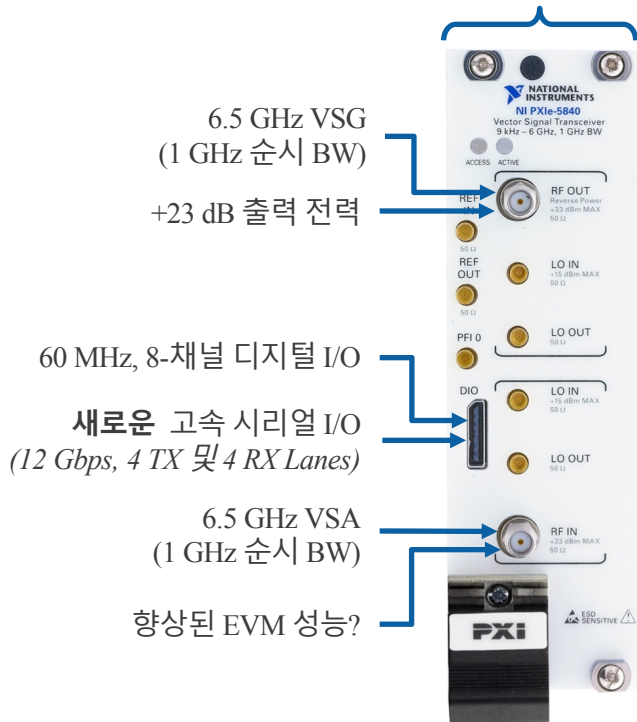 6.5 GHz VSG
(1 GHz 순시 BW)
+23 dB 출력 전력
60 MHz, 8-채널 디지털 I/O
새로운 고속 시리얼 I/O
(12 Gbps, 4 TX 및 4 RX Lanes)
6.5 GHz VSA
(1 GHz 순시 BW)
향상된 EVM 성능?
NATIONAL
INSTRUMENTS
NI PXIe-5840
Vector Signal Transceiver
9 kHz – 6 GHz, 1 GHz BW
ACCESS ACTIVE
RF OUT
Reverse Power
+33 dBm MAX
50 Ω
REF
IN
50 Ω
REF
OUT
50 Ω
LO IN
+15 dBm MAX
50 Ω
PFI 0
LO OUT
50 Ω
DIO
LO IN
+15 dBm MAX
50 Ω
LO OUT
50 Ω
RF IN
+33 dBm MAX
50 Ω
PXI
ESD
SENSITIVE